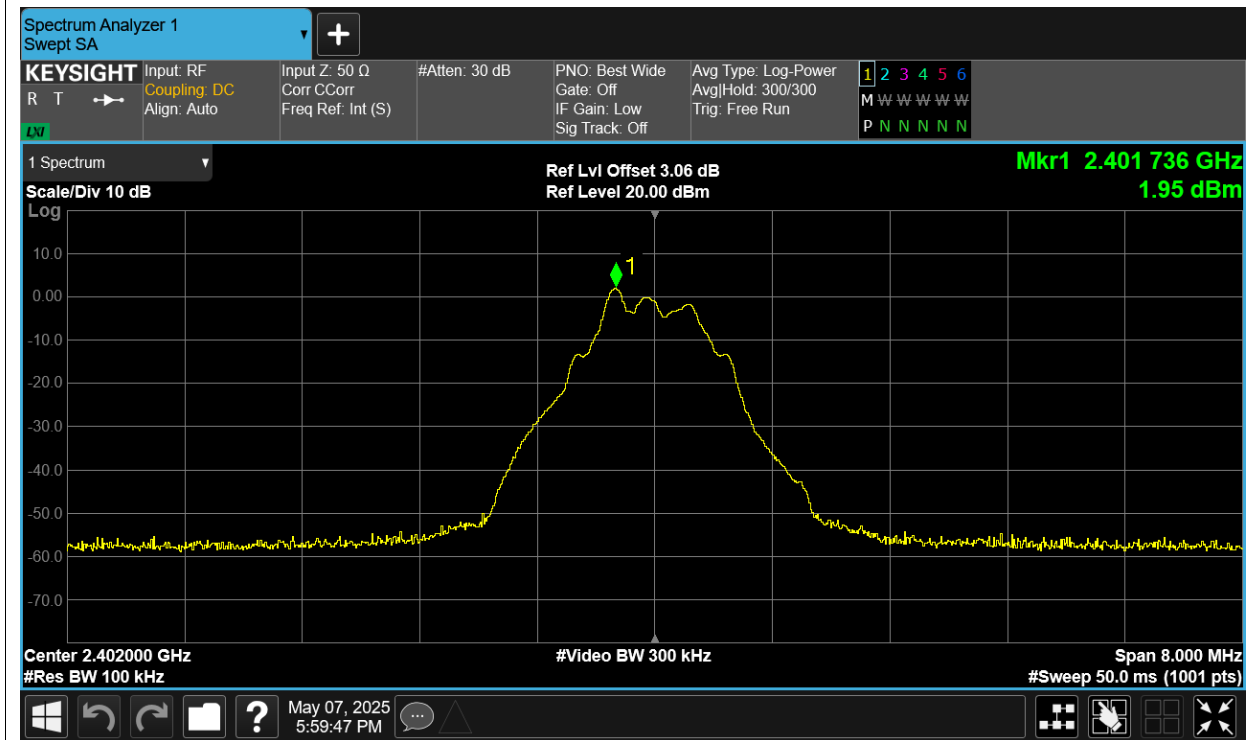 Spectrum Analyzer 1
Swept SA
KEYSIGHT
R T
LXI
Input: RF
Coupling: DC
Align: Auto
Input Z: 50 Ω
Corr CCorr
Freq Ref: Int (S)
#Atten: 30 dB
PNO: Best Wide
Gate: Off
IF Gain: Low
Sig Track: Off
Avg Type: Log-Power
Avg|Hold: 300/300
Trig: Free Run
1 2 3 4 5 6
M W W W W W
P N N N N N
1 Spectrum
Scale/Div 10 dB
Ref Lvl Offset 3.06 dB
Ref Level 20.00 dBm
Mkr1 2.401 736 GHz
1.95 dBm
Log
10.0
0.00
-10.0
-20.0
-30.0
-40.0
-50.0
-60.0
-70.0
1
Center 2.402000 GHz
#Res BW 100 kHz
#Video BW 300 kHz
Span 8.000 MHz
#Sweep 50.0 ms (1001 pts)
?
May 07, 2025
5:59:47 PM